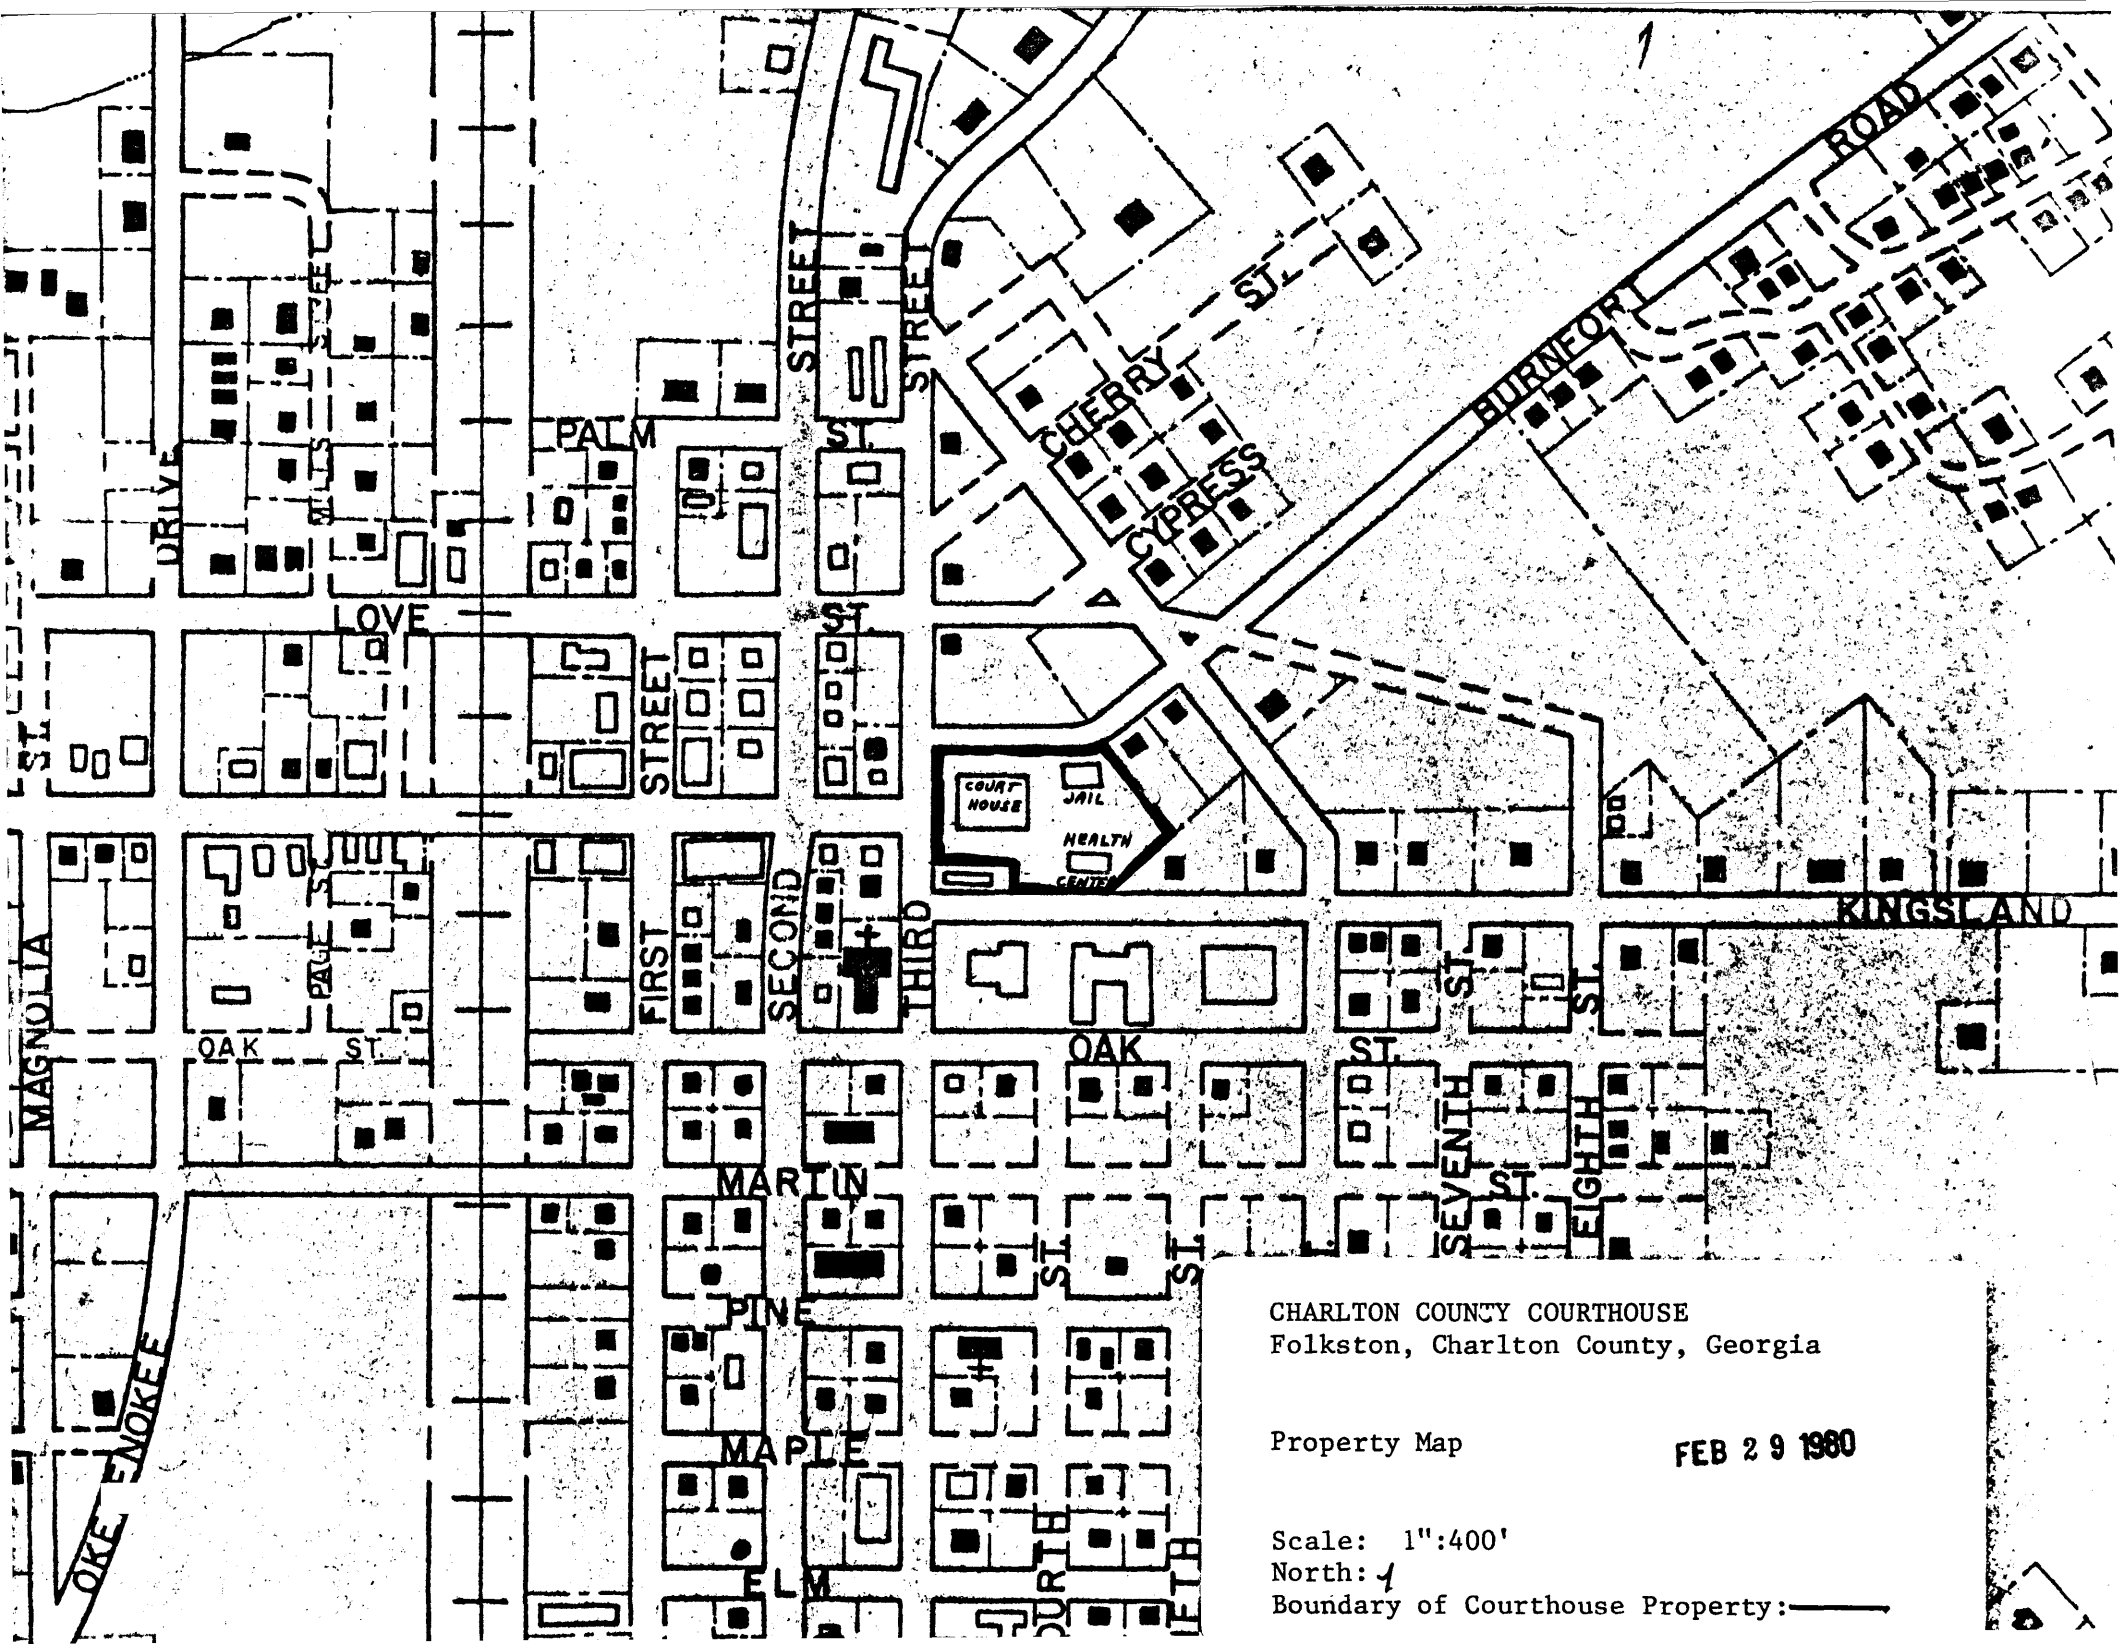 ROAD
STREET
STREET
MILLS STREET
ST.
BURNFORT
CHERRY
PALM ST.
CYPRESS
DRIVE
LOVE ST.
STREET
ST.
COURT
HOUSE
JAIL
HEALTH
CENTER
KINGSLAND
MAGNOLIA
PAGE ST.
FIRST
SECOND
THIRD
ST.
ST.
OAK ST.
OAK ST.
MARTIN ST.
SEVENTH
EIGHTH
ST.
ST.
PINE
OKEFENOKEE
MAPLE
ELM
CHARLTON COUNTY COURTHOUSE
Folkston, Charlton County, Georgia
Property Map
FEB 29 1980
Scale: 1":400'
North:
Boundary of Courthouse Property: